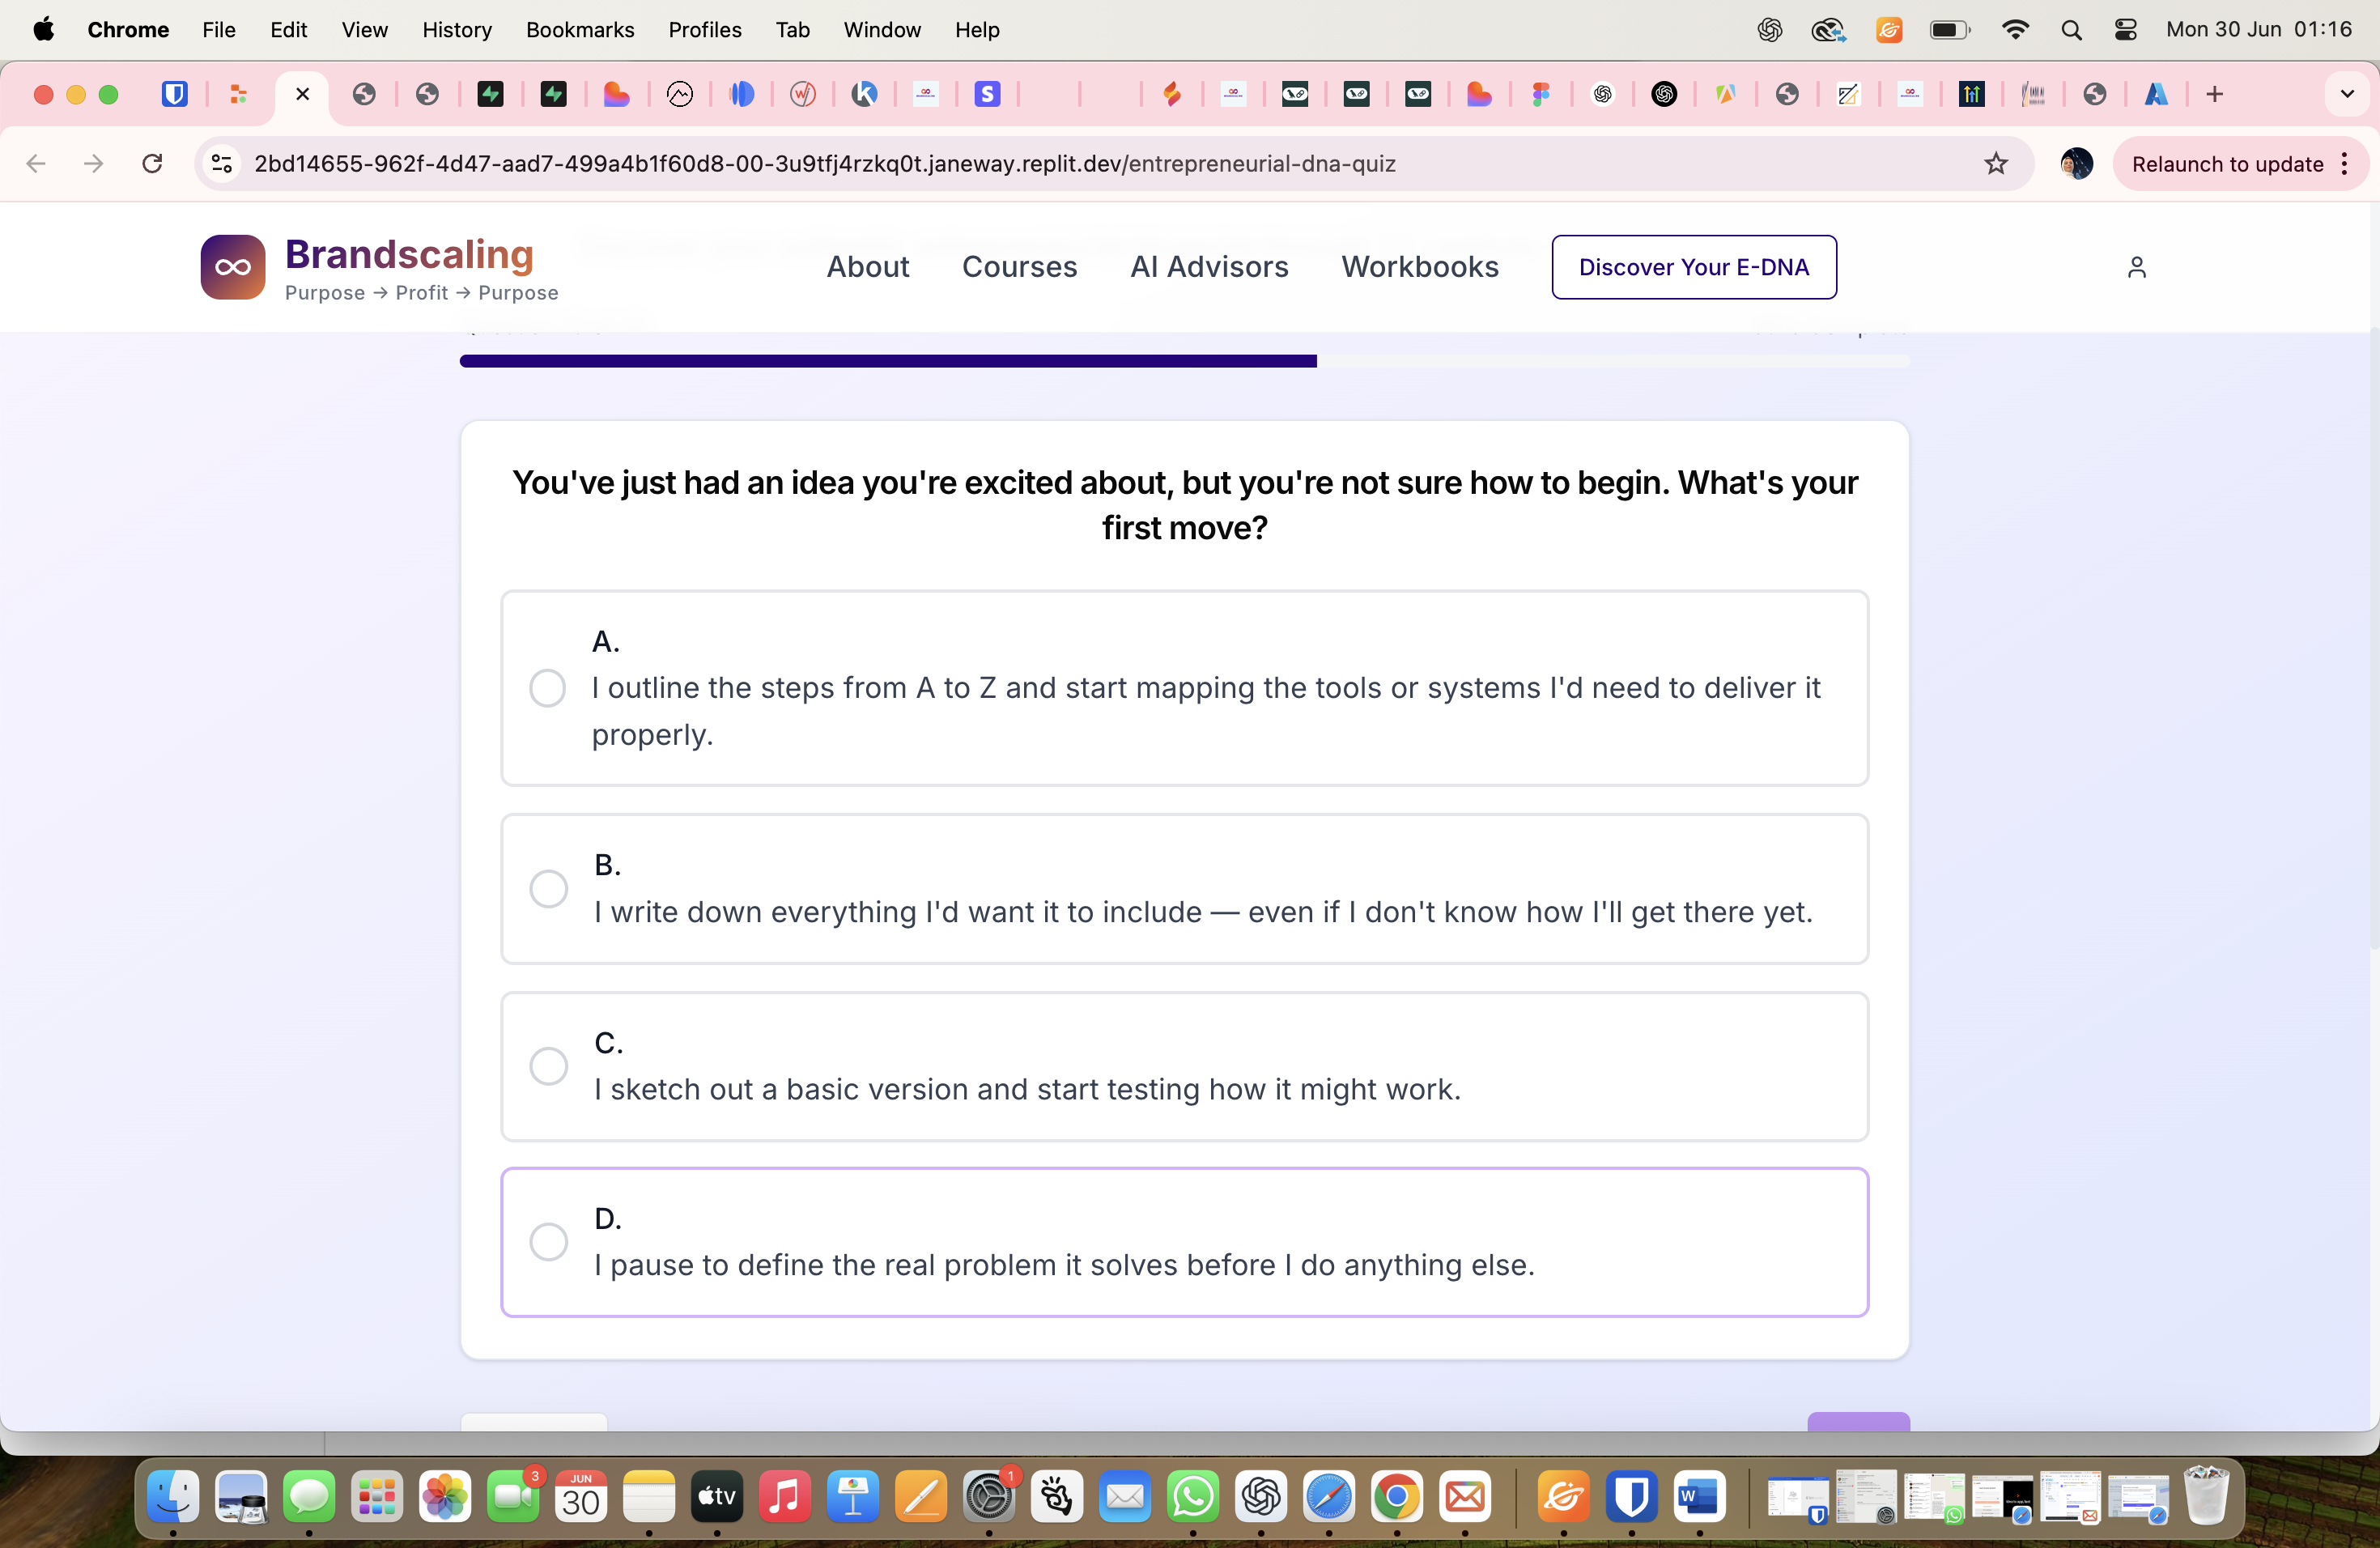 Chrome File Edit View History Bookmarks Profiles Tab Window Help Mon 30 Jun 01:16
2bd14655-962f-4d47-aad7-499a4b1f60d8-00-3u9tfj4rzkq0t.janeway.replit.dev/entrepreneurial-dna-quiz
Relaunch to update
Brandscaling
Purpose → Profit → Purpose
About Courses AI Advisors Workbooks Discover Your E-DNA
You've just had an idea you're excited about, but you're not sure how to begin. What's your
first move?
A.
I outline the steps from A to Z and start mapping the tools or systems I'd need to deliver it
properly.
B.
I write down everything I'd want it to include — even if I don't know how I'll get there yet.
C.
I sketch out a basic version and start testing how it might work.
D.
I pause to define the real problem it solves before I do anything else.
3
JUN
30
tv
1
W